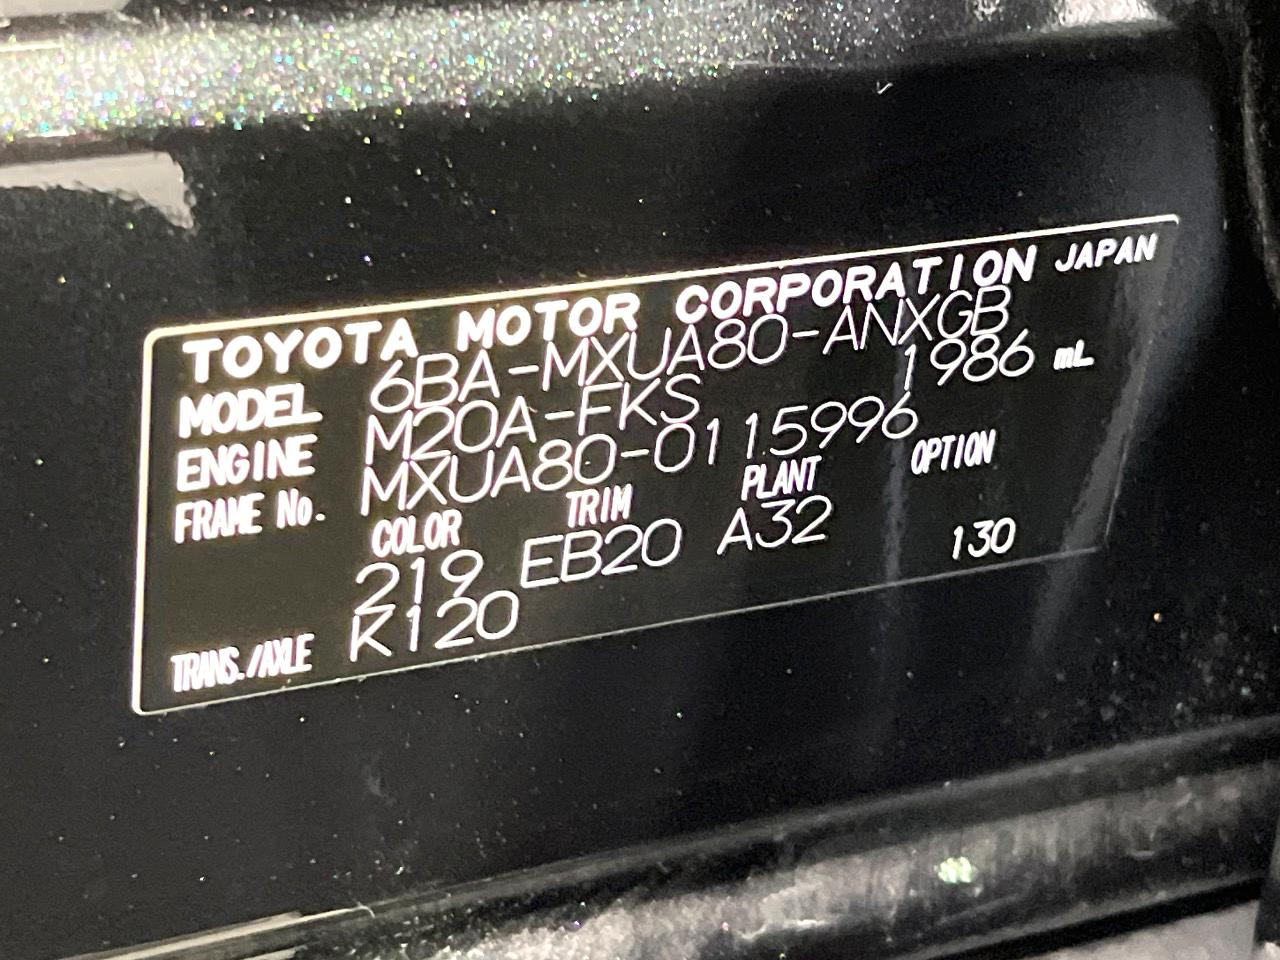 TOYOTA MOTOR CORPORATION JAPAN
MODEL 6BA-MXUA80-ANXGB
ENGINE M20A-FKS 1986 mL
FRAME No. MXUA80-0115996
COLOR TRIM PLANT OPTION
219 EB20 A32 130
TRANS./AXLE K120